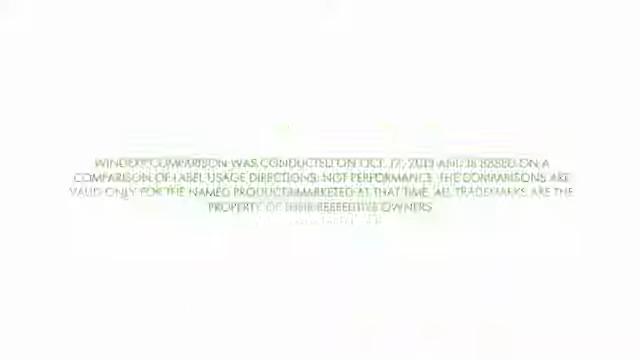 WINDEX® COMPARISON WAS CONDUCTED ON OCT. 17, 2013 AND IS BASED ON A
COMPARISON OF LABEL USAGE DIRECTIONS, NOT PERFORMANCE. THE COMPARISONS ARE
VALID ONLY FOR THE NAMED PRODUCTS MARKETED AT THAT TIME. ALL TRADEMARKS ARE THE
PROPERTY OF THEIR RESPECTIVE OWNERS